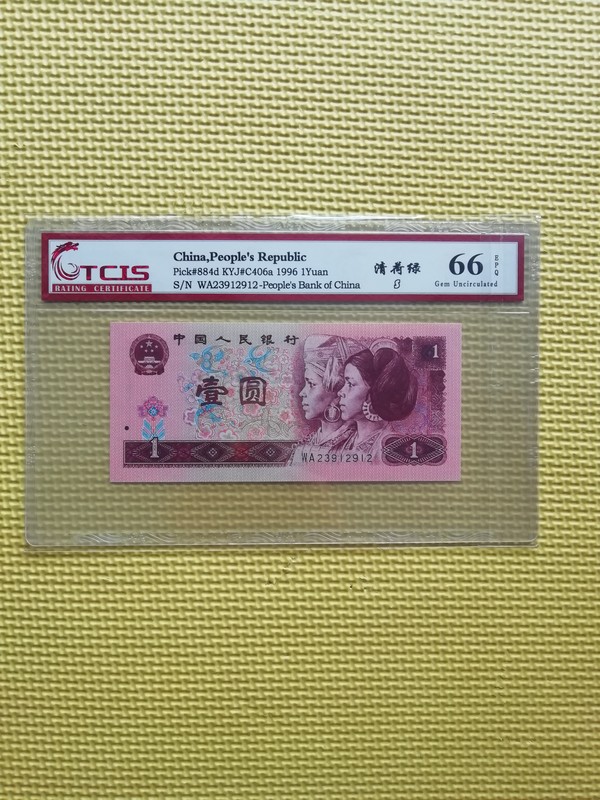 TCIS
RATING CERTIFICATE
China,People's Republic
Pick#884d KYJ#C406a 1996 1Yuan
S/N WA23912912-People's Bank of China
清荷绿
66
EPQ
Gem Uncirculated
中国人民银行
1
壹圆
1
WA23912912
1